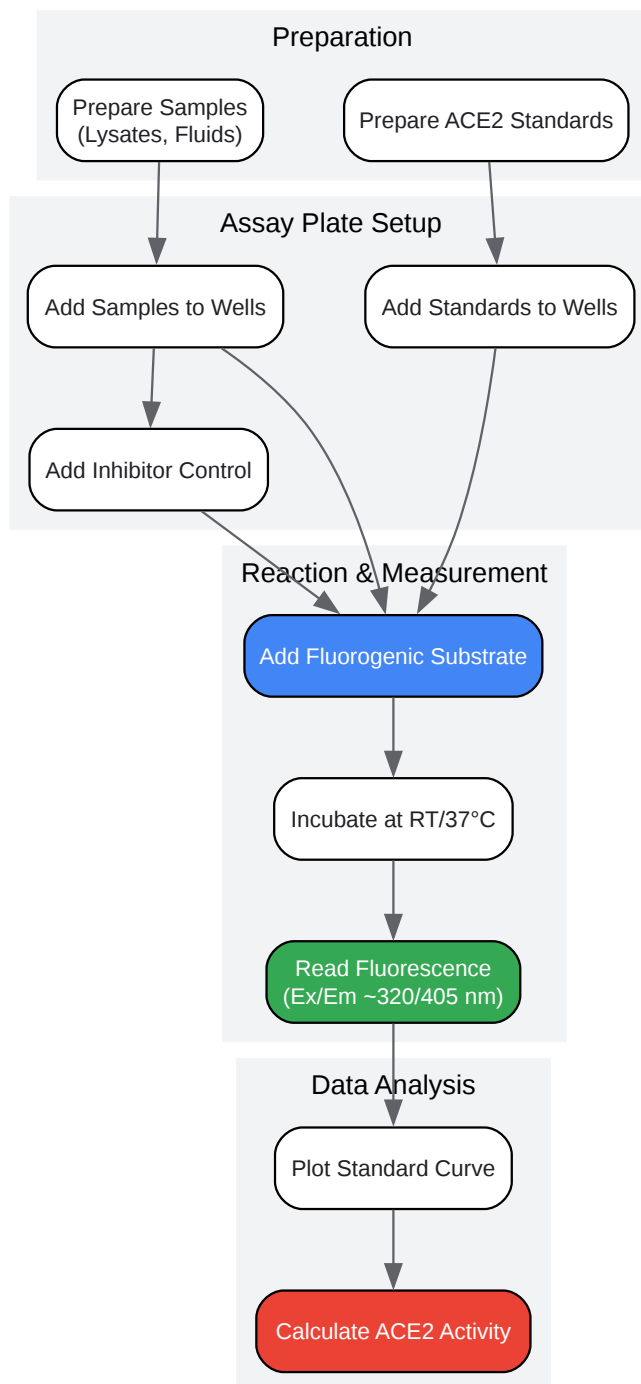 Preparation
Prepare Samples
(Lysates, Fluids)
Prepare ACE2 Standards
Assay Plate Setup
Add Samples to Wells
Add Standards to Wells
Add Inhibitor Control
Reaction & Measurement
Add Fluorogenic Substrate
Incubate at RT/37°C
Read Fluorescence
(Ex/Em ~320/405 nm)
Data Analysis
Plot Standard Curve
Calculate ACE2 Activity